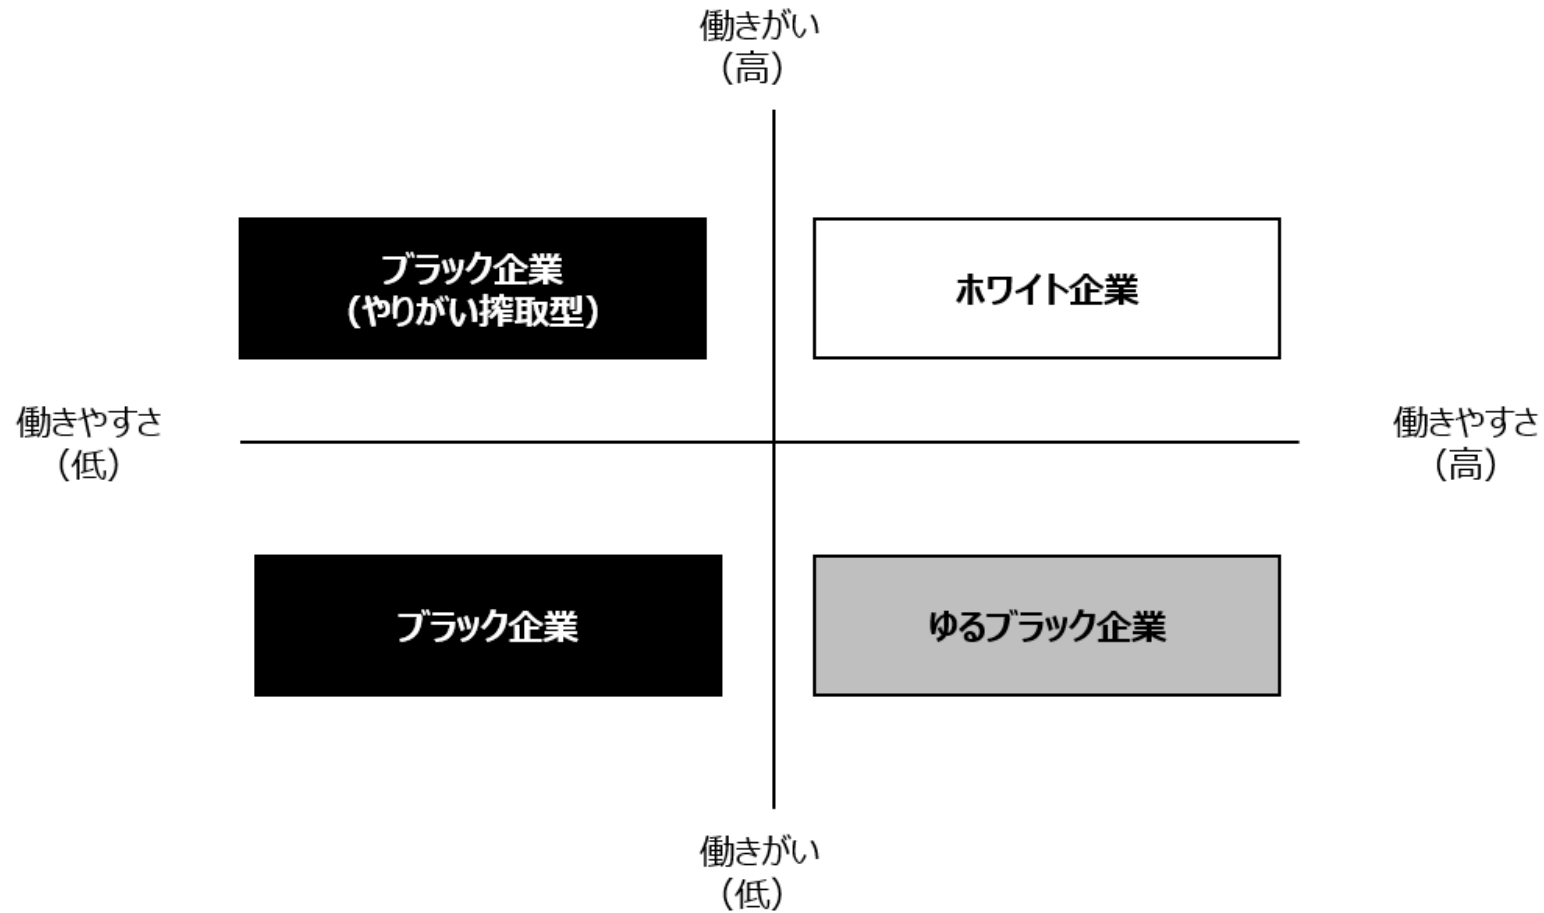 働きがい
（高）
ブラック企業
（やりがい搾取型）
ホワイト企業
働きやすさ
（低）
働きやすさ
（高）
ブラック企業
ゆるブラック企業
働きがい
（低）